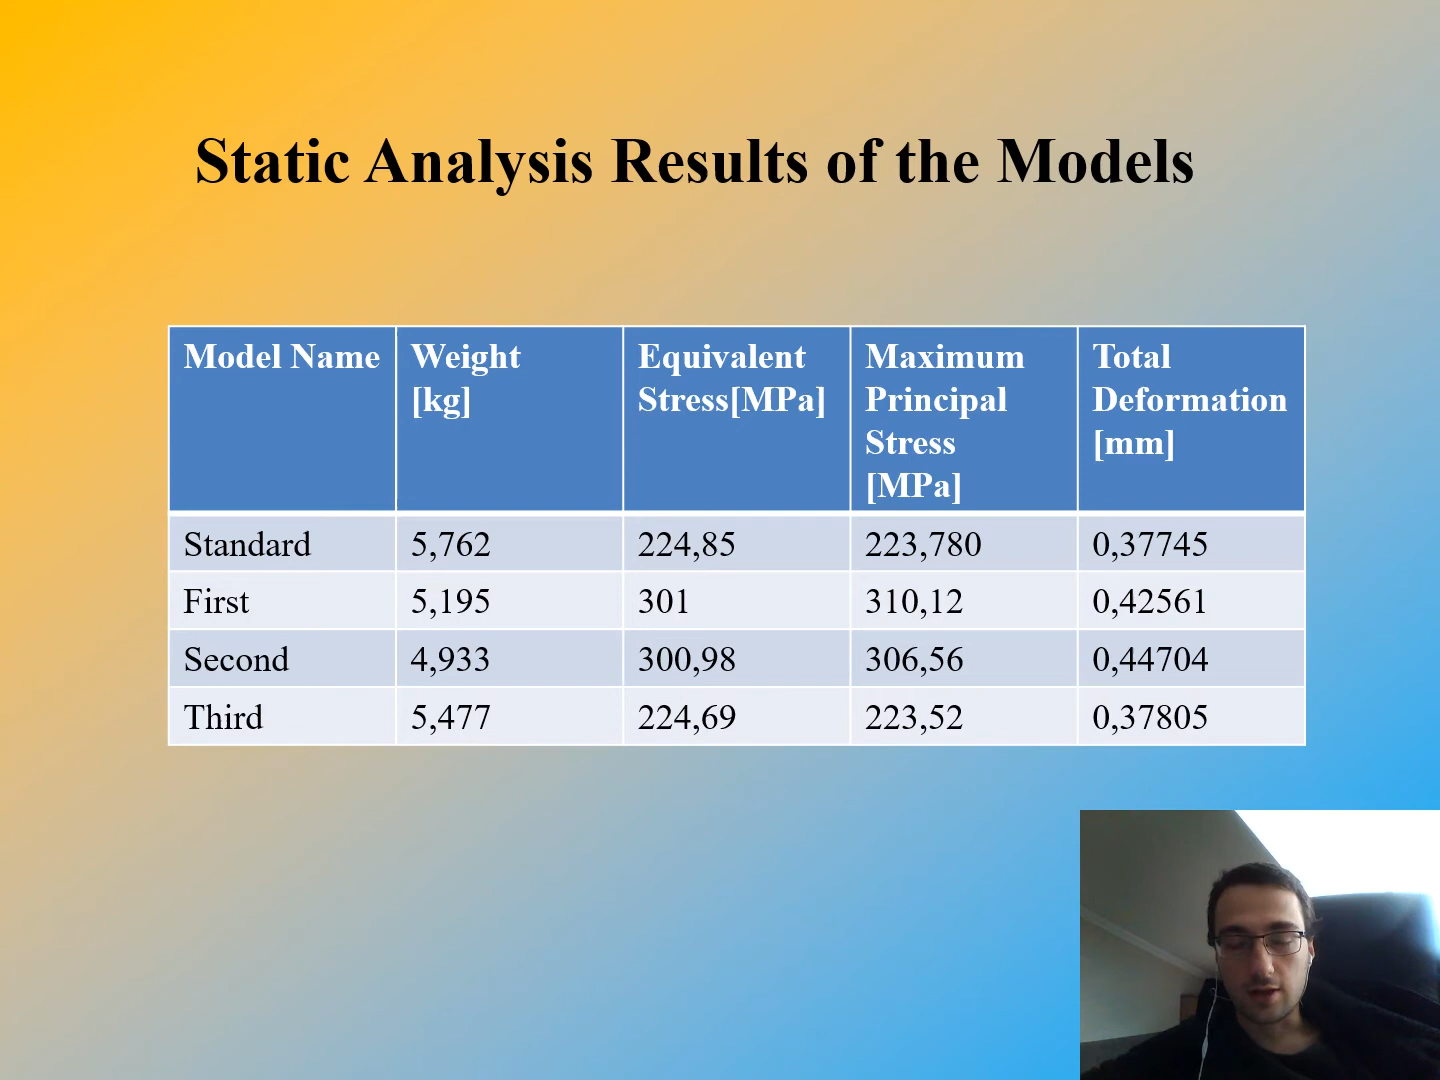 Static Analysis Results of the Models
Model Name
Weight
[kg]
Equivalent
Stress[MPa]
Maximum
Principal
Stress
[MPa]
Total
Deformation
[mm]
Standard 5,762 224,85 223,780 0,37745
First 5,195 301 310,12 0,42561
Second 4,933 300,98 306,56 0,44704
Third 5,477 224,69 223,52 0,37805